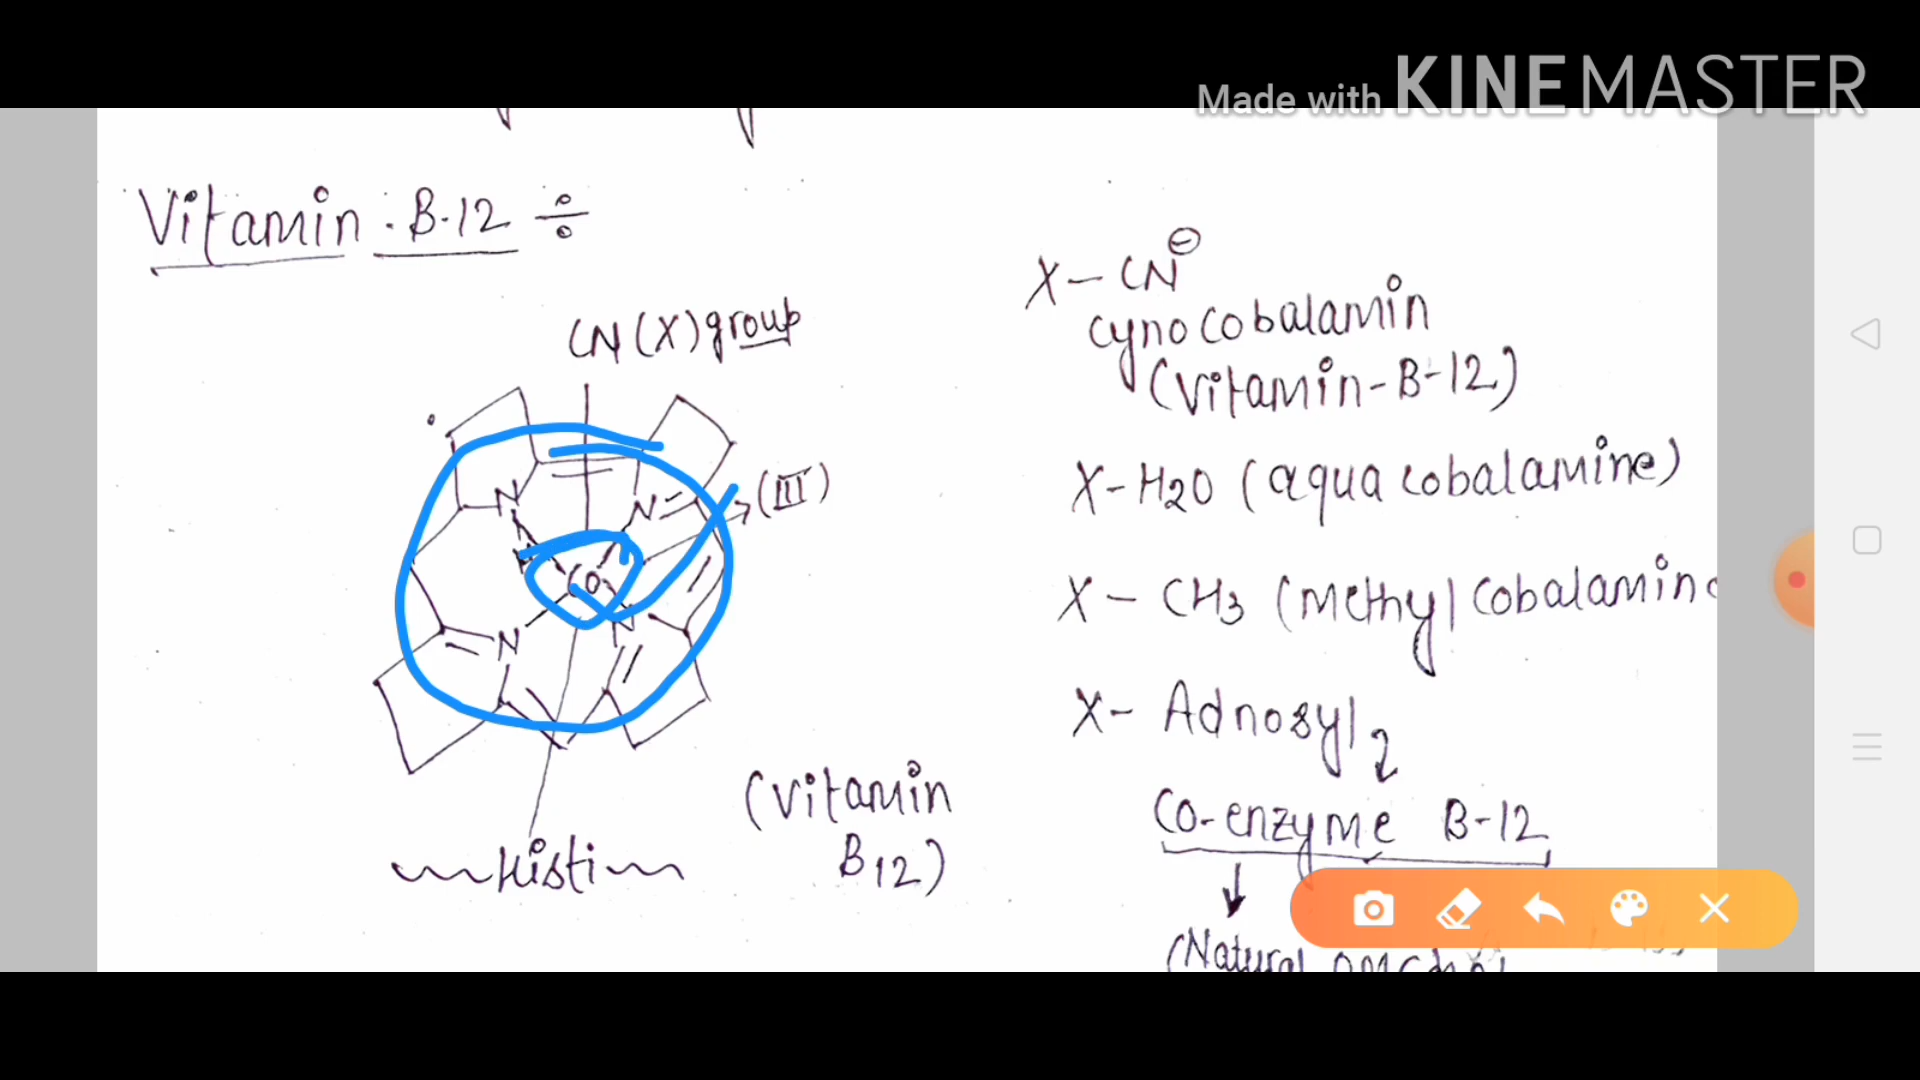 Made with KINEMASTER
Vitamin : B-12 ÷
CN (X) group
N
N
(III)
Co
N
N
Histi
(Vitamin
B12)
X - CN⊖
Cyno Cobalamin
(Vitamin-B-12)
X-H2O (aqua cobalamine)
X - CH3 (Methyl Cobalamin
X- Adnosyl
Co-enzyme B-12
↓
(Natural